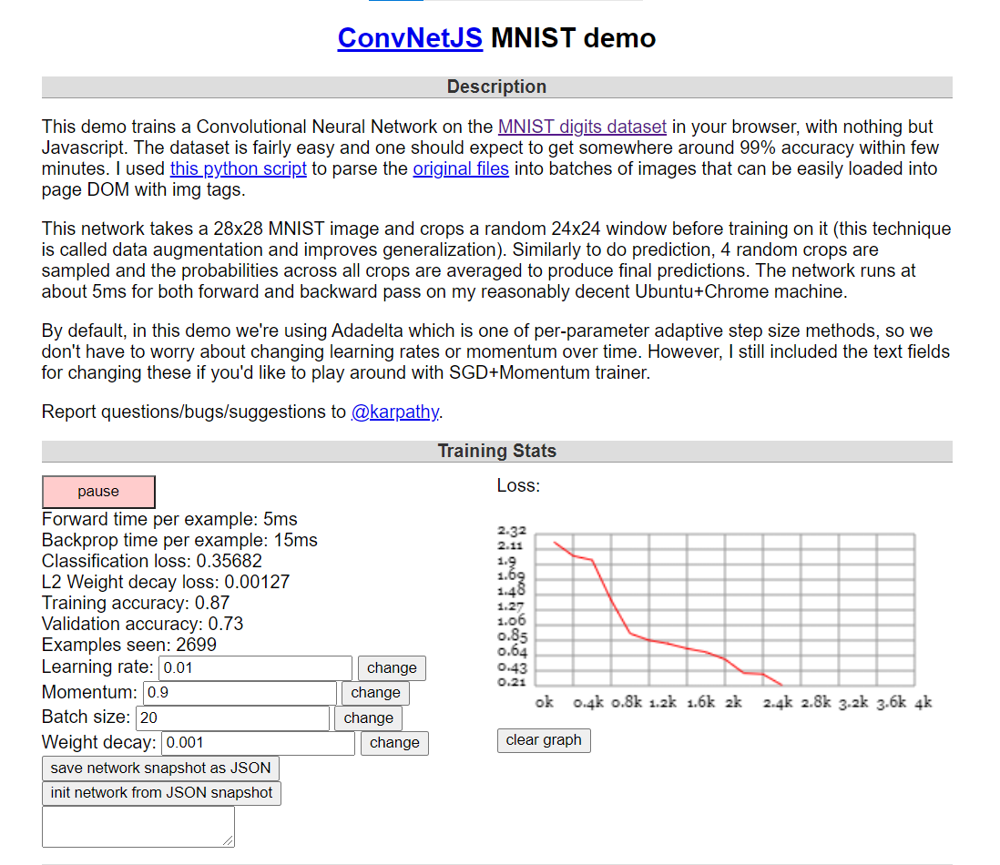 ConvNetJS MNIST demo
Description
This demo trains a Convolutional Neural Network on the MNIST digits dataset in your browser, with nothing but
Javascript. The dataset is fairly easy and one should expect to get somewhere around 99% accuracy within few
minutes. I used this python script to parse the original files into batches of images that can be easily loaded into
page DOM with img tags.
This network takes a 28x28 MNIST image and crops a random 24x24 window before training on it (this technique
is called data augmentation and improves generalization). Similarly to do prediction, 4 random crops are
sampled and the probabilities across all crops are averaged to produce final predictions. The network runs at
about 5ms for both forward and backward pass on my reasonably decent Ubuntu+Chrome machine.
By default, in this demo we're using Adadelta which is one of per-parameter adaptive step size methods, so we
don't have to worry about changing learning rates or momentum over time. However, I still included the text fields
for changing these if you'd like to play around with SGD+Momentum trainer.
Report questions/bugs/suggestions to @karpathy.
Training Stats
pause
Forward time per example: 5ms
Backprop time per example: 15ms
Classification loss: 0.35682
L2 Weight decay loss: 0.00127
Training accuracy: 0.87
Validation accuracy: 0.73
Examples seen: 2699
Learning rate: 0.01 change
Momentum: 0.9 change
Batch size: 20 change
Weight decay: 0.001 change
save network snapshot as JSON
init network from JSON snapshot
Loss:
2.32
2.11
1.9
1.69
1.48
1.27
1.06
0.85
0.64
0.43
0.21
0k 0.4k 0.8k 1.2k 1.6k 2k 2.4k 2.8k 3.2k 3.6k 4k
clear graph